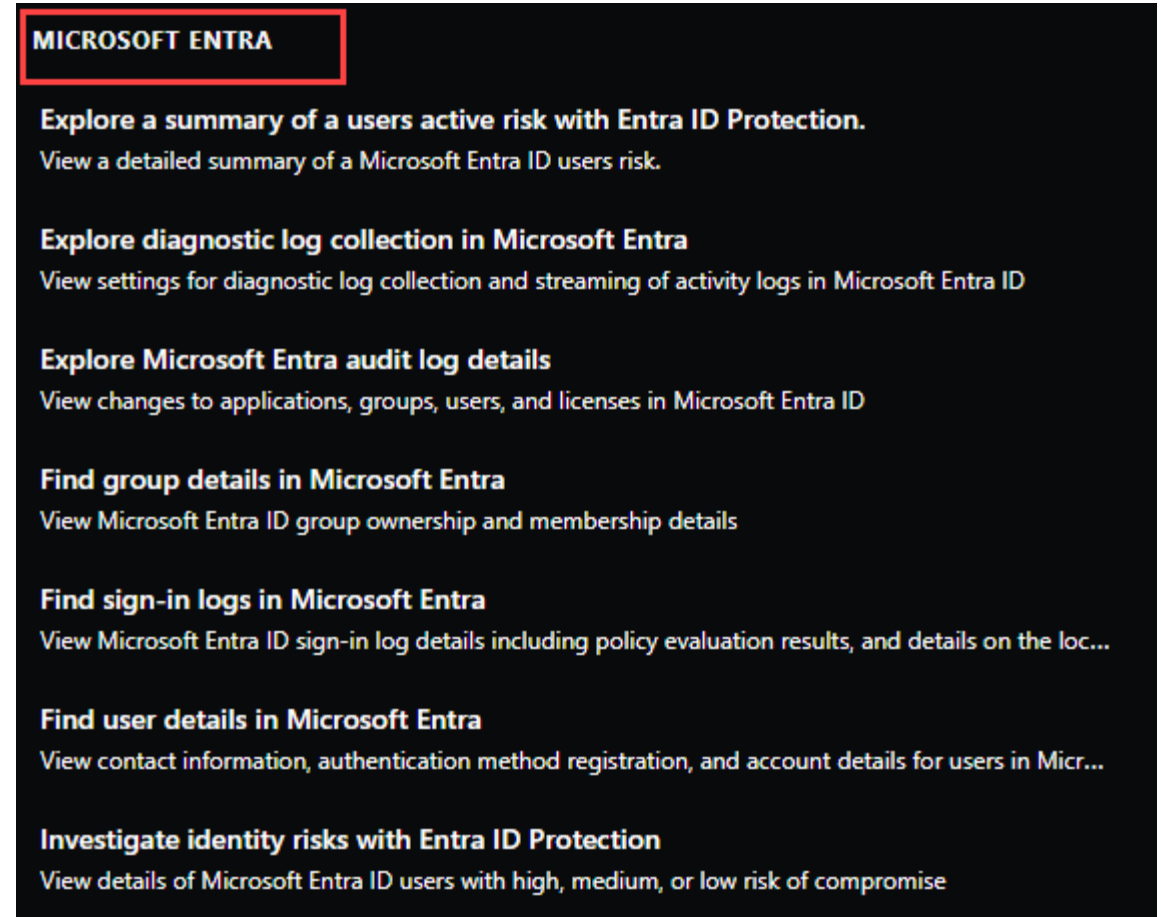 MICROSOFT ENTRA
Explore a summary of a users active risk with Entra ID Protection.
View a detailed summary of a Microsoft Entra ID users risk.
Explore diagnostic log collection in Microsoft Entra
View settings for diagnostic log collection and streaming of activity logs in Microsoft Entra ID
Explore Microsoft Entra audit log details
View changes to applications, groups, users, and licenses in Microsoft Entra ID
Find group details in Microsoft Entra
View Microsoft Entra ID group ownership and membership details
Find sign-in logs in Microsoft Entra
View Microsoft Entra ID sign-in log details including policy evaluation results, and details on the loc...
Find user details in Microsoft Entra
View contact information, authentication method registration, and account details for users in Micr...
Investigate identity risks with Entra ID Protection
View details of Microsoft Entra ID users with high, medium, or low risk of compromise